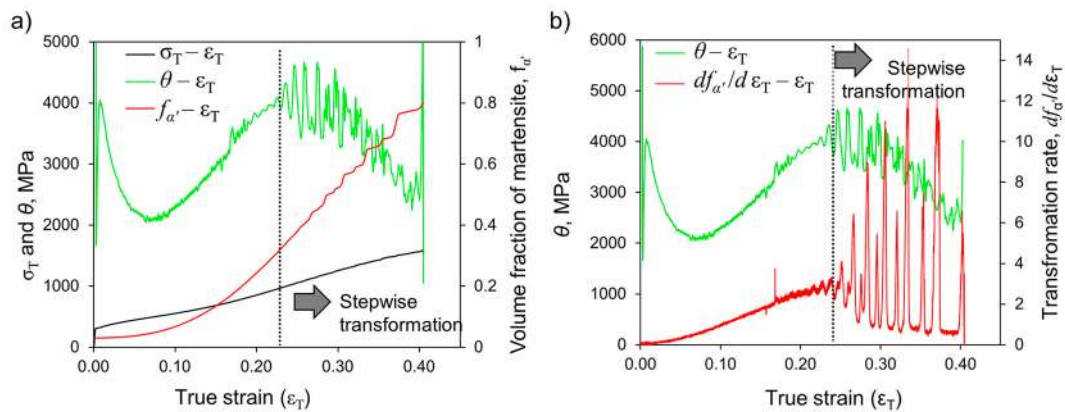 a)
5000
4000
3000
2000
1000
0
σT and θ, MPa
σT – εT
θ – εT
fα' – εT
Stepwise
transformation
1
0.8
0.6
0.4
0.2
0
Volume fraction of martensite, fα'
0.00 0.10 0.20 0.30 0.40
True strain (εT)
b)
6000
5000
4000
3000
2000
1000
0
θ, MPa
θ – εT
dfα'/d εT – εT
Stepwise
transformation
14
12
10
8
6
4
2
0
Transfromation rate, dfα'/dεT
0.00 0.10 0.20 0.30 0.40
True strain (εT)